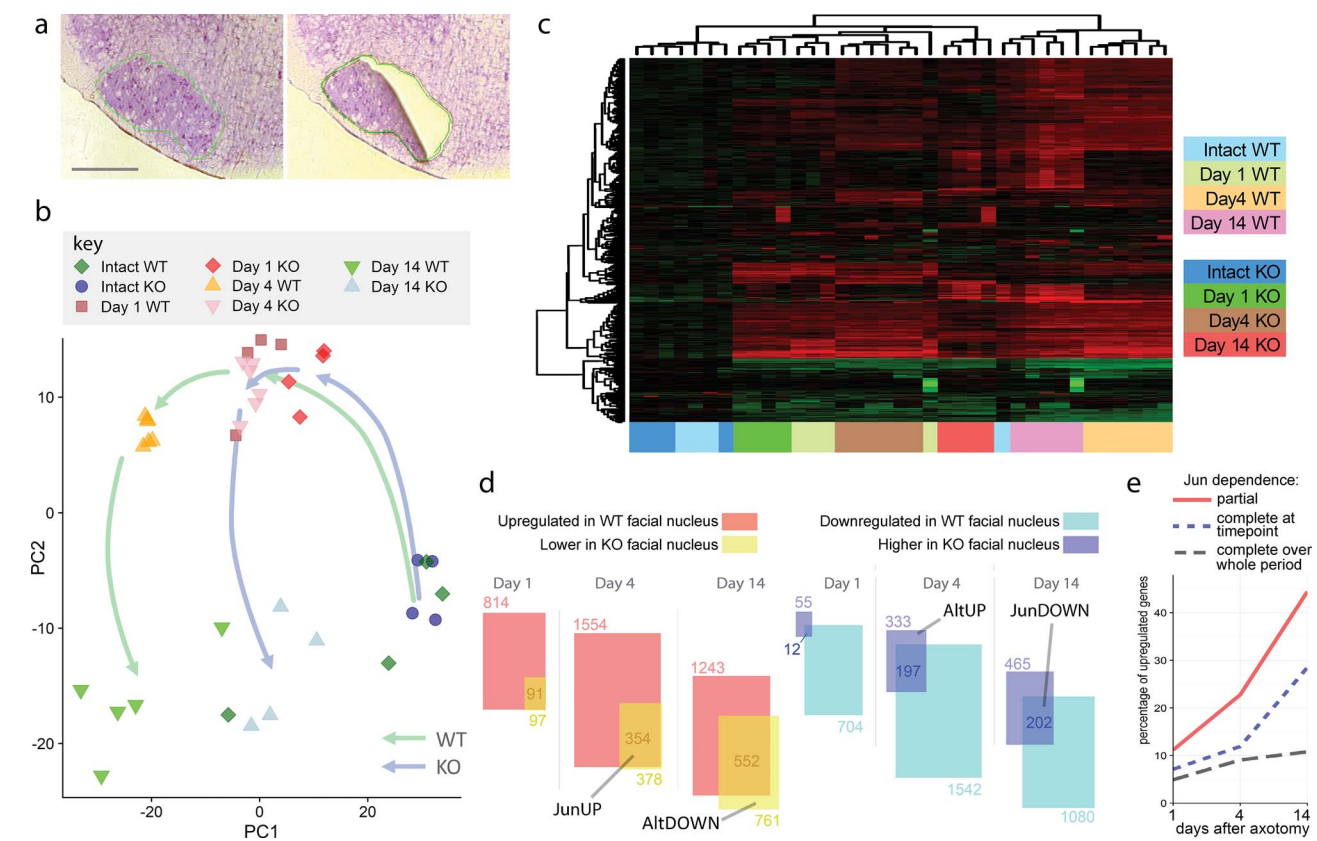 a
b
key
Intact WT
Intact KO
Day 1 WT
Day 1 KO
Day 4 WT
Day 4 KO
Day 14 WT
Day 14 KO
PC2
10
0
-10
-20
-20
0
20
PC1
WT
KO
c
Intact WT
Day 1 WT
Day4 WT
Day 14 WT
Intact KO
Day 1 KO
Day4 KO
Day 14 KO
d
Upregulated in WT facial nucleus
Lower in KO facial nucleus
Downregulated in WT facial nucleus
Higher in KO facial nucleus
Day 1
814
91
97
Day 4
1554
354
378
JunUP
Day 14
1243
552
761
AltDOWN
Day 1
55
12
704
Day 4
333
AltUP
197
1542
Day 14
465
JunDOWN
202
1080
e
Jun dependence:
partial
complete at
timepoint
complete over
whole period
percentage of upregulated genes
40
30
20
10
0
1
4
14
days after axotomy